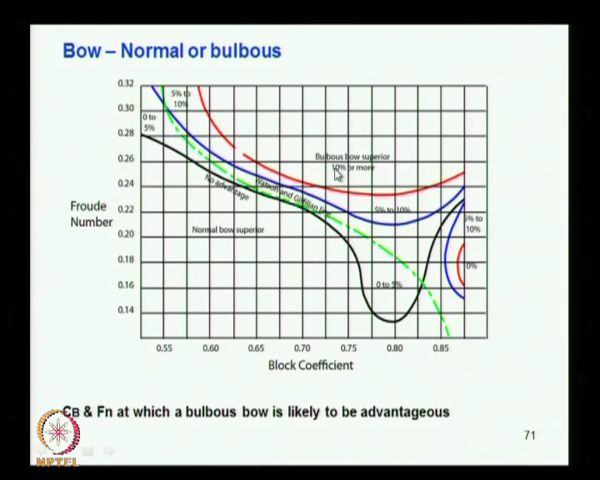 Bow – Normal or bulbous
0.32
5% to
10%
0.30
0 to
5%
0.28
Bulbous bow superior
10% or more
0.26
No advantage
Watson and Gilfillan line
0.24
Froude
Number
5% to 10%
0.22
Normal bow superior
5% to
10%
0.20
0%
0.18
0.16
0 to 5%
0.14
0.55 0.60 0.65 0.70 0.75 0.80 0.85
Block Coefficient
CB & Fn at which a bulbous bow is likely to be advantageous
71
NPTEL